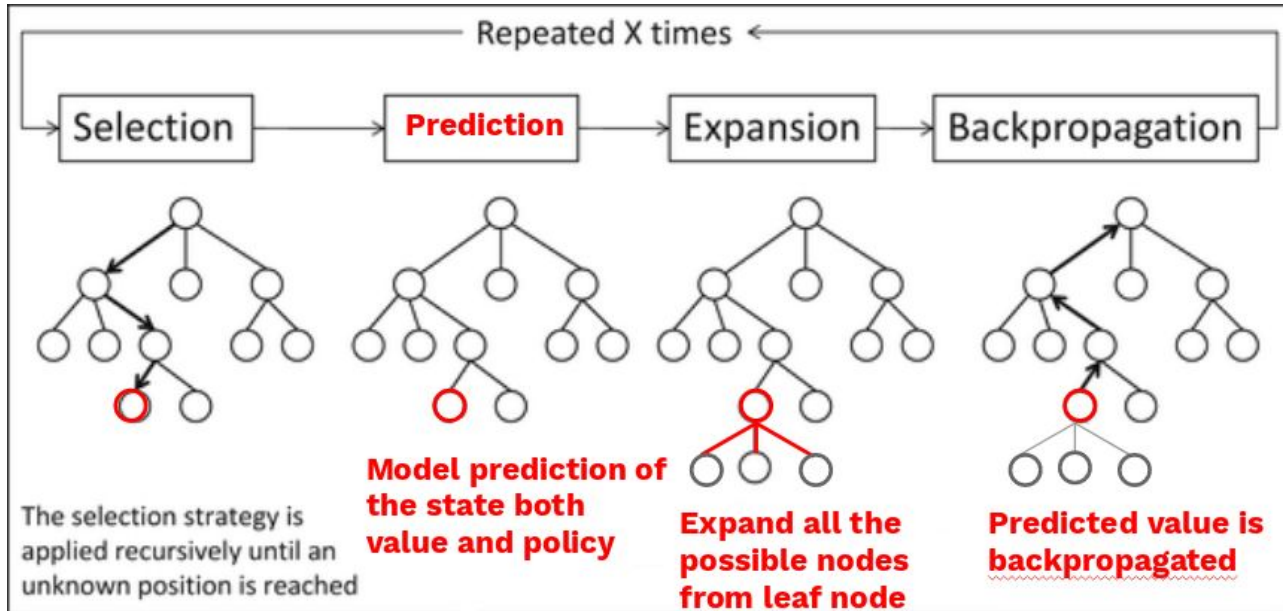 Repeated X times
Selection
Prediction
Expansion
Backpropagation
The selection strategy is
applied recursively until an
unknown position is reached
Model prediction of
the state both
value and policy
Expand all the
possible nodes
from leaf node
Predicted value is
backpropagated